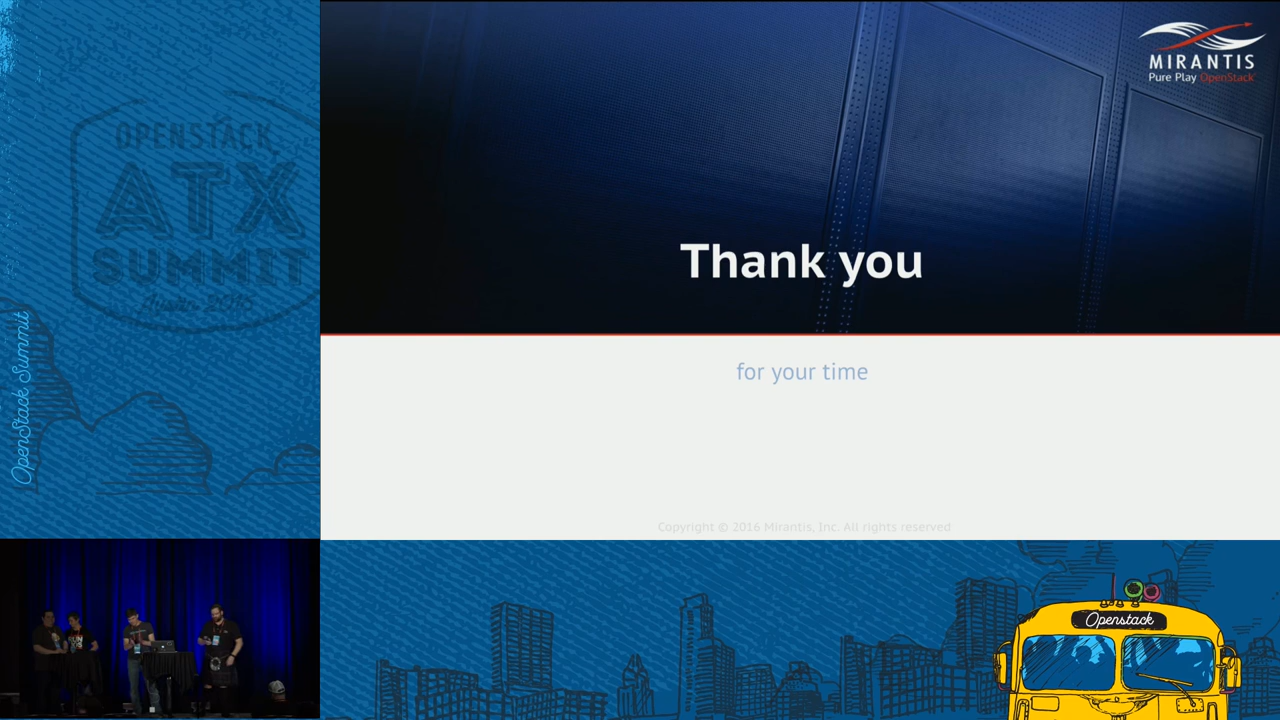 OPENSTACK
ATX
SUMMIT
OpenStack Summit
MIRANTIS
Pure Play OpenStack
Thank you
for your time
Copyright © 2016 Mirantis, Inc. All rights reserved
Openstack